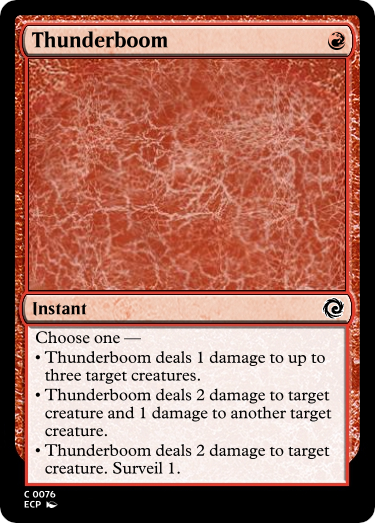 Thunderboom
Instant
Choose one —
• Thunderboom deals 1 damage to up to
three target creatures.
• Thunderboom deals 2 damage to target
creature and 1 damage to another target
creature.
• Thunderboom deals 2 damage to target
creature. Surveil 1.
C 0076
ECP